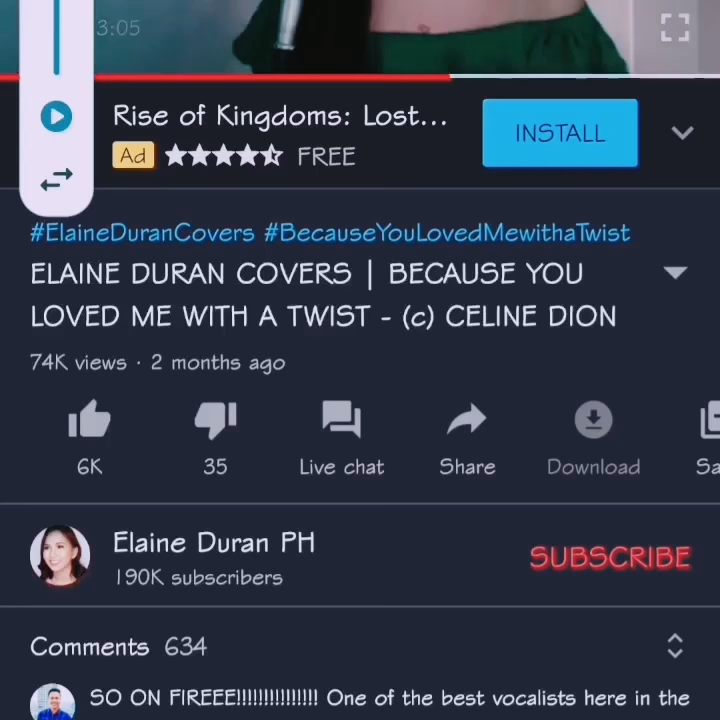 3:05
Rise of Kingdoms: Lost...
INSTALL
Ad FREE
#ElaineDuranCovers #BecauseYouLovedMewithaTwist
ELAINE DURAN COVERS | BECAUSE YOU
LOVED ME WITH A TWIST - (c) CELINE DION
74K views · 2 months ago
6K 35 Live chat Share Download Sa
Elaine Duran PH
SUBSCRIBE
190K subscribers
Comments 634
SO ON FIREEE!!!!!!!!!!!!!!! One of the best vocalists here in the